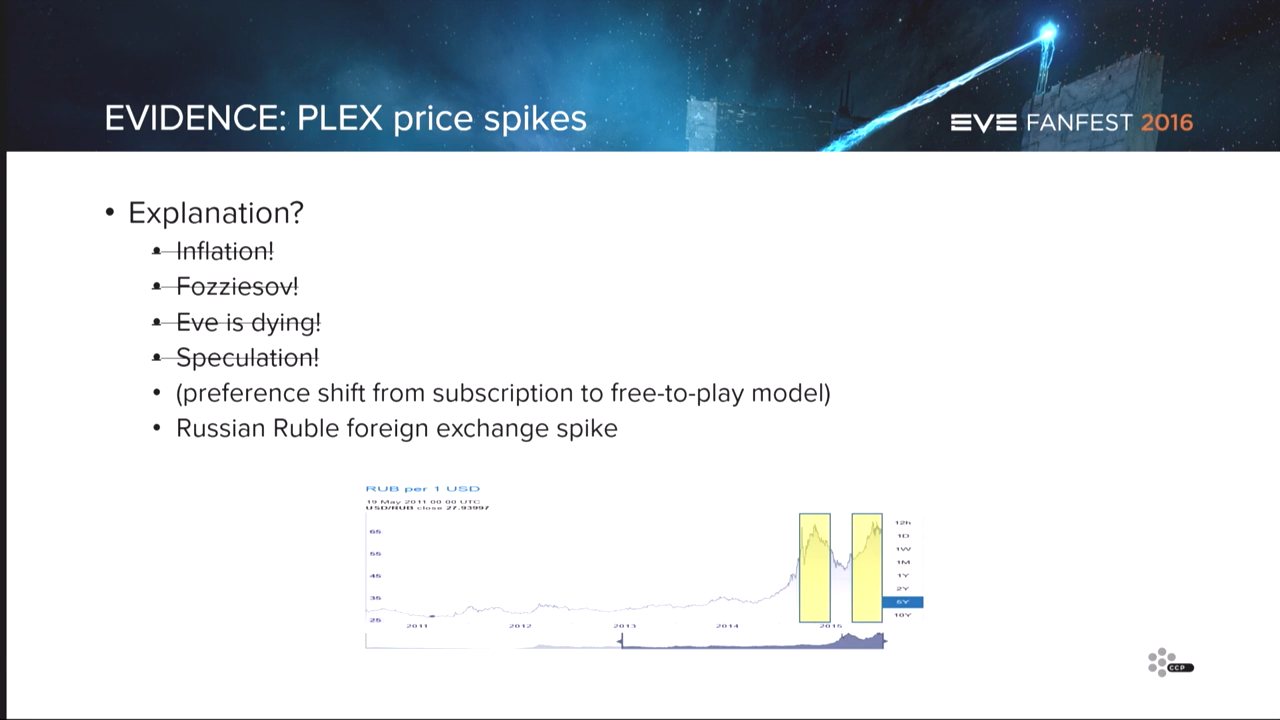 EVIDENCE: PLEX price spikes
EVE FANFEST 2016
• Explanation?
• Inflation!
• Fozziesov!
• Eve is dying!
• Speculation!
• (preference shift from subscription to free-to-play model)
• Russian Ruble foreign exchange spike
RUB per 1 USD
19 May 2011 00:00 UTC
USD/RUB close 27.93997
65
55
45
35
25
2011 2012 2013 2014 2015
12h
1D
1W
1M
1Y
2Y
5Y
10Y
CCP